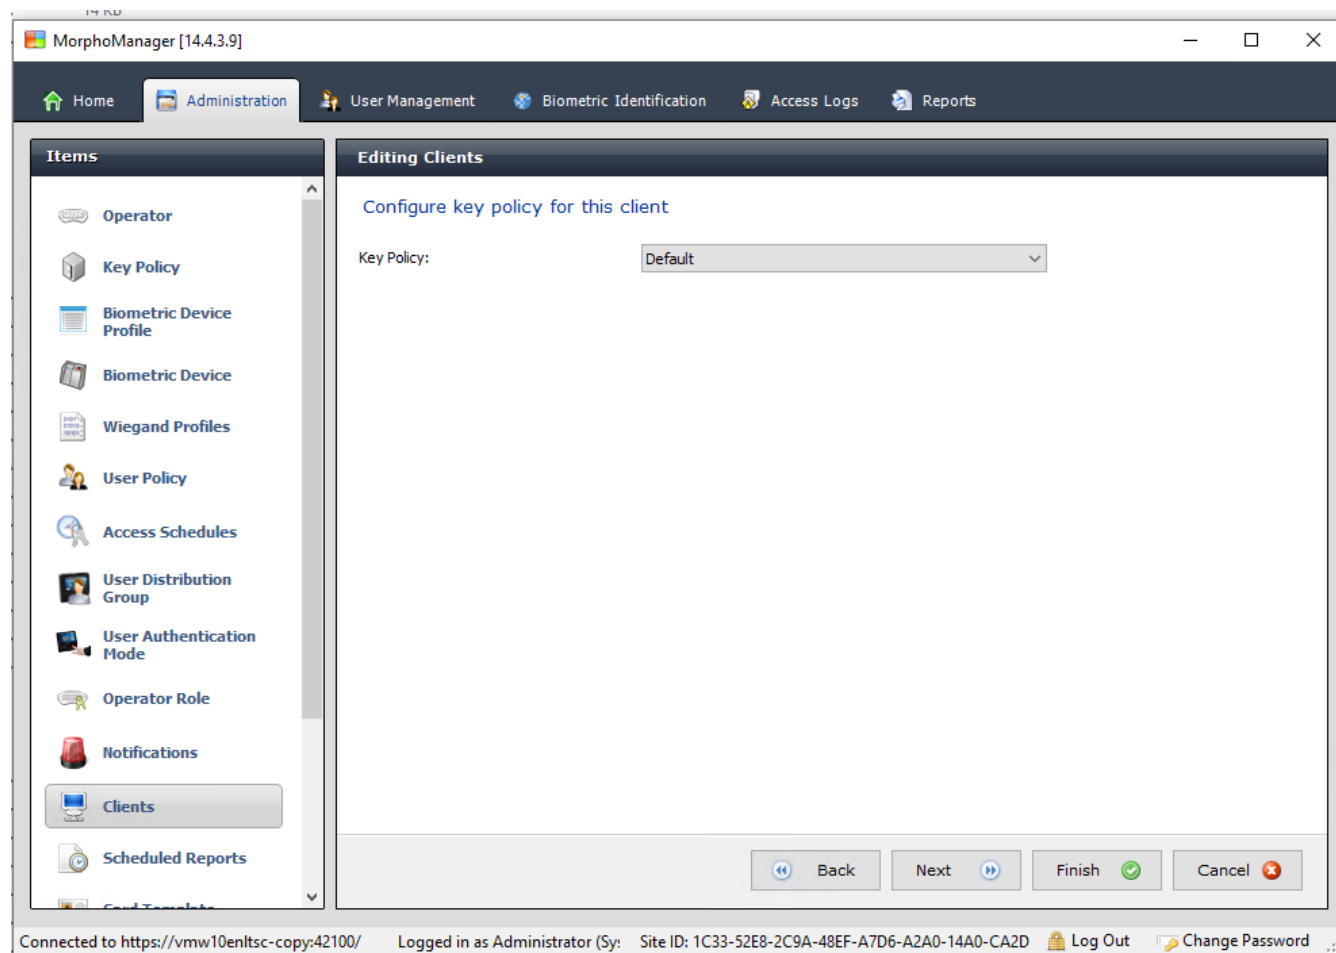 14 KB
MorphoManager [14.4.3.9]
Home
Administration
User Management
Biometric Identification
Access Logs
Reports
Items
Operator
Key Policy
Biometric Device
Profile
Biometric Device
Wiegand Profiles
User Policy
Access Schedules
User Distribution
Group
User Authentication
Mode
Operator Role
Notifications
Clients
Scheduled Reports
Card Template
Editing Clients
Configure key policy for this client
Key Policy:
Default
Back
Next
Finish
Cancel
Connected to https://vmw10enltsc-copy:42100/
Logged in as Administrator (Sy:
Site ID: 1C33-52E8-2C9A-48EF-A7D6-A2A0-14A0-CA2D
Log Out
Change Password